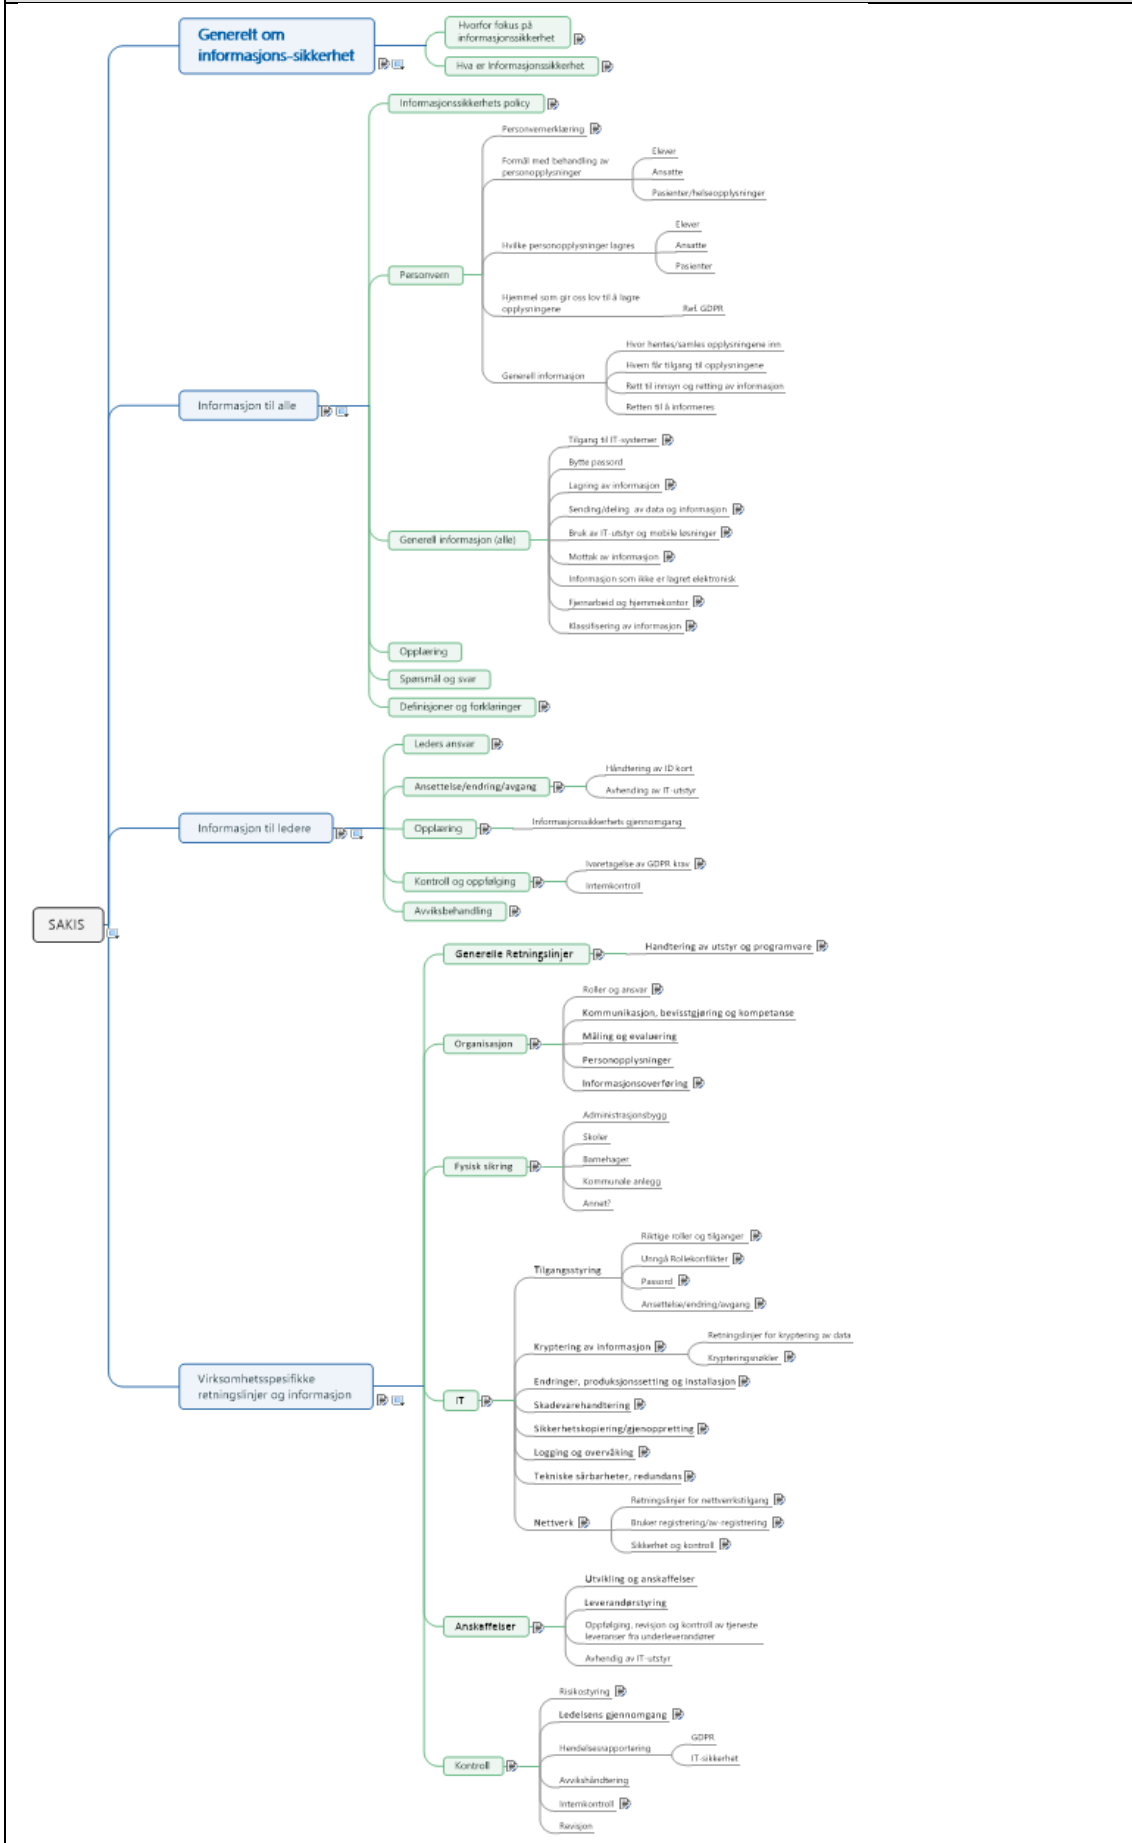 Generelt om
informasjons-sikkerhet
Hvorfor fokus på
informasjonssikkerhet
Hva er Informasjonssikkerhet
Informasjon til alle
Informasjonssikkerhets policy
Personvern
Personvernerklæring
Formål med behandling av
personopplysninger
Elever
Ansatte
Pasienter/helseopplysninger
Hvilke personopplysninger lagres
Elever
Ansatte
Pasienter
Hjemmel som gir oss lov til å lagre
opplysningene
Ref. GDPR
Generell informasjon
Hvor hentes/samles opplysningene inn
Hvem får tilgang til opplysningene
Rett til innsyn og retting av informasjon
Retten til å informeres
Generell informasjon (alle)
Tilgang til IT-systemer
Bytte passord
Lagring av informasjon
Sending/deling av data og informasjon
Bruk av IT-utstyr og mobile løsninger
Mottak av informasjon
Informasjon som ikke er lagret elektronisk
Fjernarbeid og hjemmekontor
Klassifisering av informasjon
Opplæring
Spørsmål og svar
Definisjoner og forklaringer
Informasjon til ledere
Leders ansvar
Ansettelse/endring/avgang
Håndtering av ID kort
Avhending av IT-utstyr
Opplæring
Informasjonssikkerhets gjennomgang
Kontroll og oppfølging
Ivaretagelse av GDPR krav
Internkontroll
Avviksbehandling
SAKIS
Virksomhetsspesifikke
retningslinjer og informasjon
Generelle Retningslinjer
Handtering av utstyr og programvare
Organisasjon
Roller og ansvar
Kommunikasjon, bevisstgjøring og kompetanse
Måling og evaluering
Personopplysninger
Informasjonsoverføring
Fysisk sikring
Administrasjonsbygg
Skoler
Barnehager
Kommunale anlegg
Annet?
IT
Tilgangsstyring
Riktige roller og tilganger
Unngå Rollekonflikter
Passord
Ansettelse/endring/avgang
Kryptering av informasjon
Retningslinjer for kryptering av data
Krypteringsnøkler
Endringer, produksjonssetting og installasjon
Skadevarehandtering
Sikkerhetskopiering/gjenoppretting
Logging og overvåking
Tekniske sårbarheter, redundans
Nettverk
Retningslinjer for nettverkstilgang
Bruker registrering/av-registrering
Sikkerhet og kontroll
Anskaffelser
Utvikling og anskaffelser
Leverandørstyring
Oppfølging, revisjon og kontroll av tjeneste
leveranser fra underleverandører
Avhendig av IT-utstyr
Kontroll
Risikostyring
Ledelsens gjennomgang
Hendelsesrapportering
GDPR
IT-sikkerhet
Avvikshåndtering
Internkontroll
Revisjon